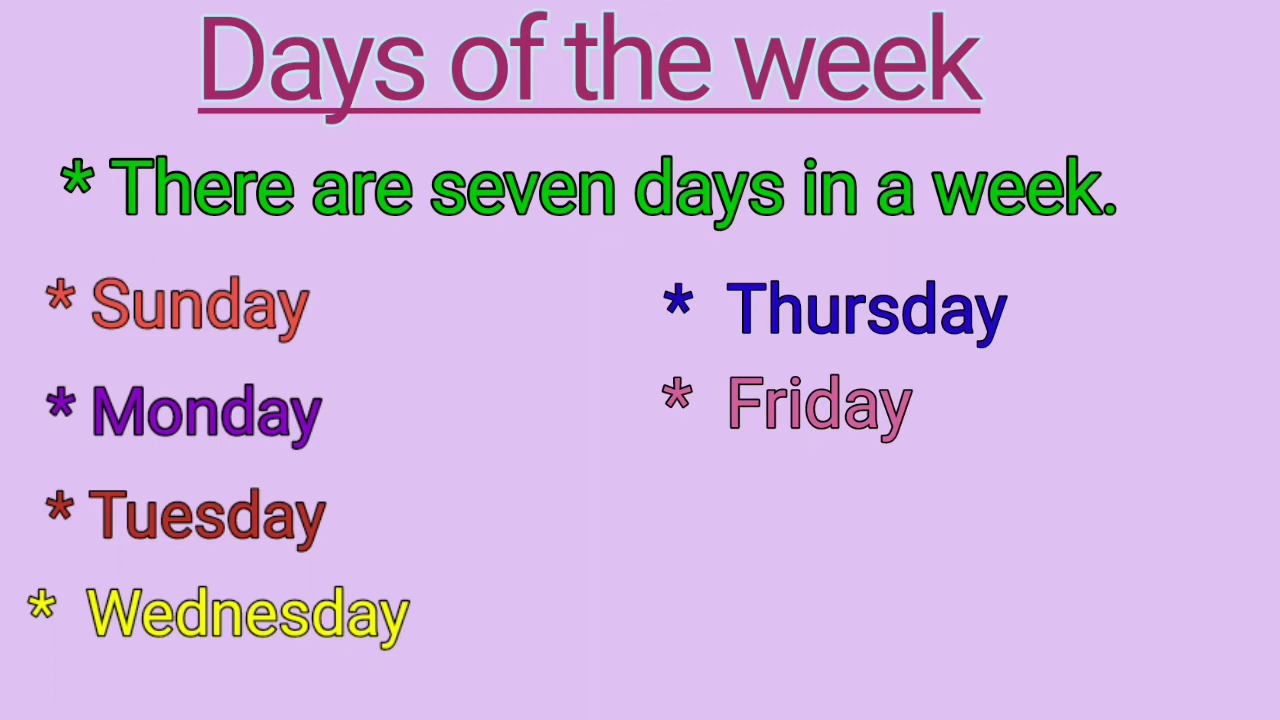 Days of the week
* There are seven days in a week.
* Sunday
* Monday
* Tuesday
* Wednesday
* Thursday
* Friday